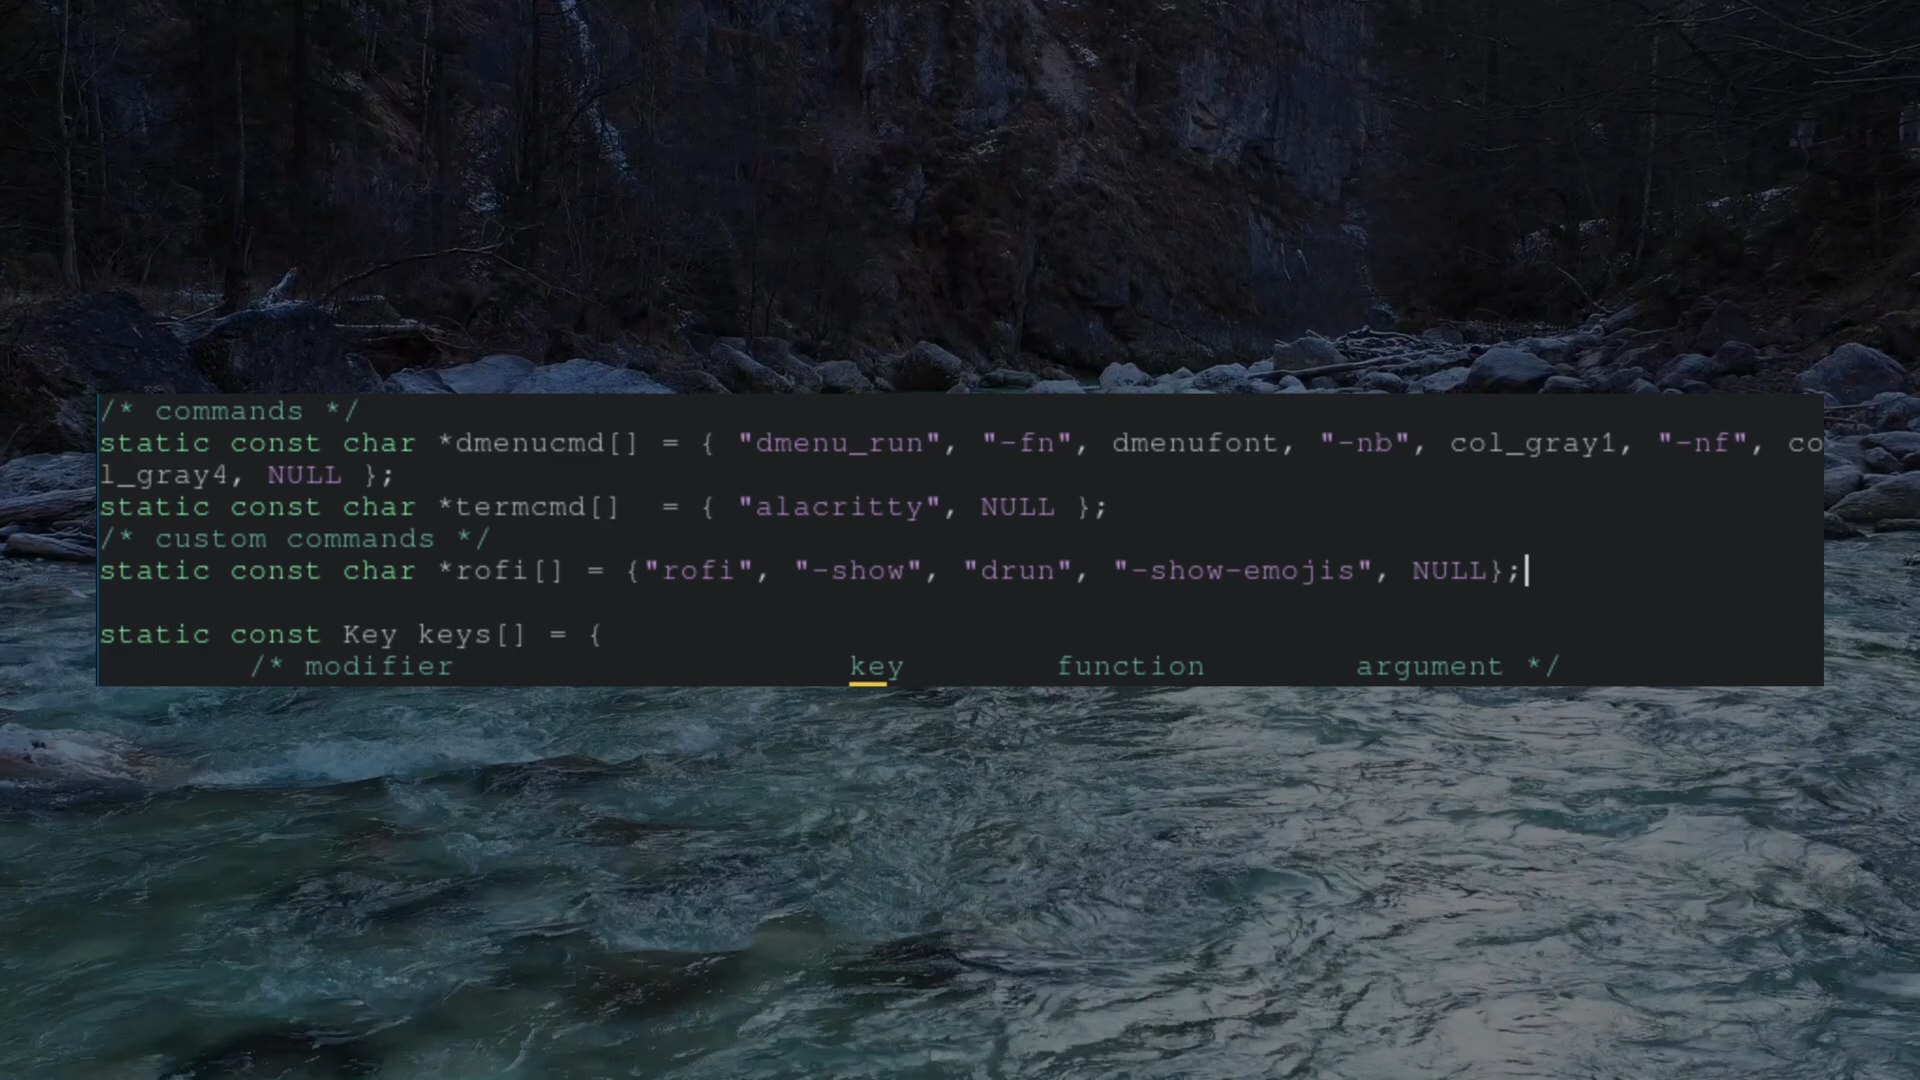 /* commands */
static const char *dmenucmd[] = { "dmenu_run", "-fn", dmenufont, "-nb", col_gray1, "-nf", co
l_gray4, NULL };
static const char *termcmd[]  = { "alacritty", NULL };
/* custom commands */
static const char *rofi[] = {"rofi", "-show", "drun", "-show-emojis", NULL};
static const Key keys[] = {
/* modifier                     key        function        argument */